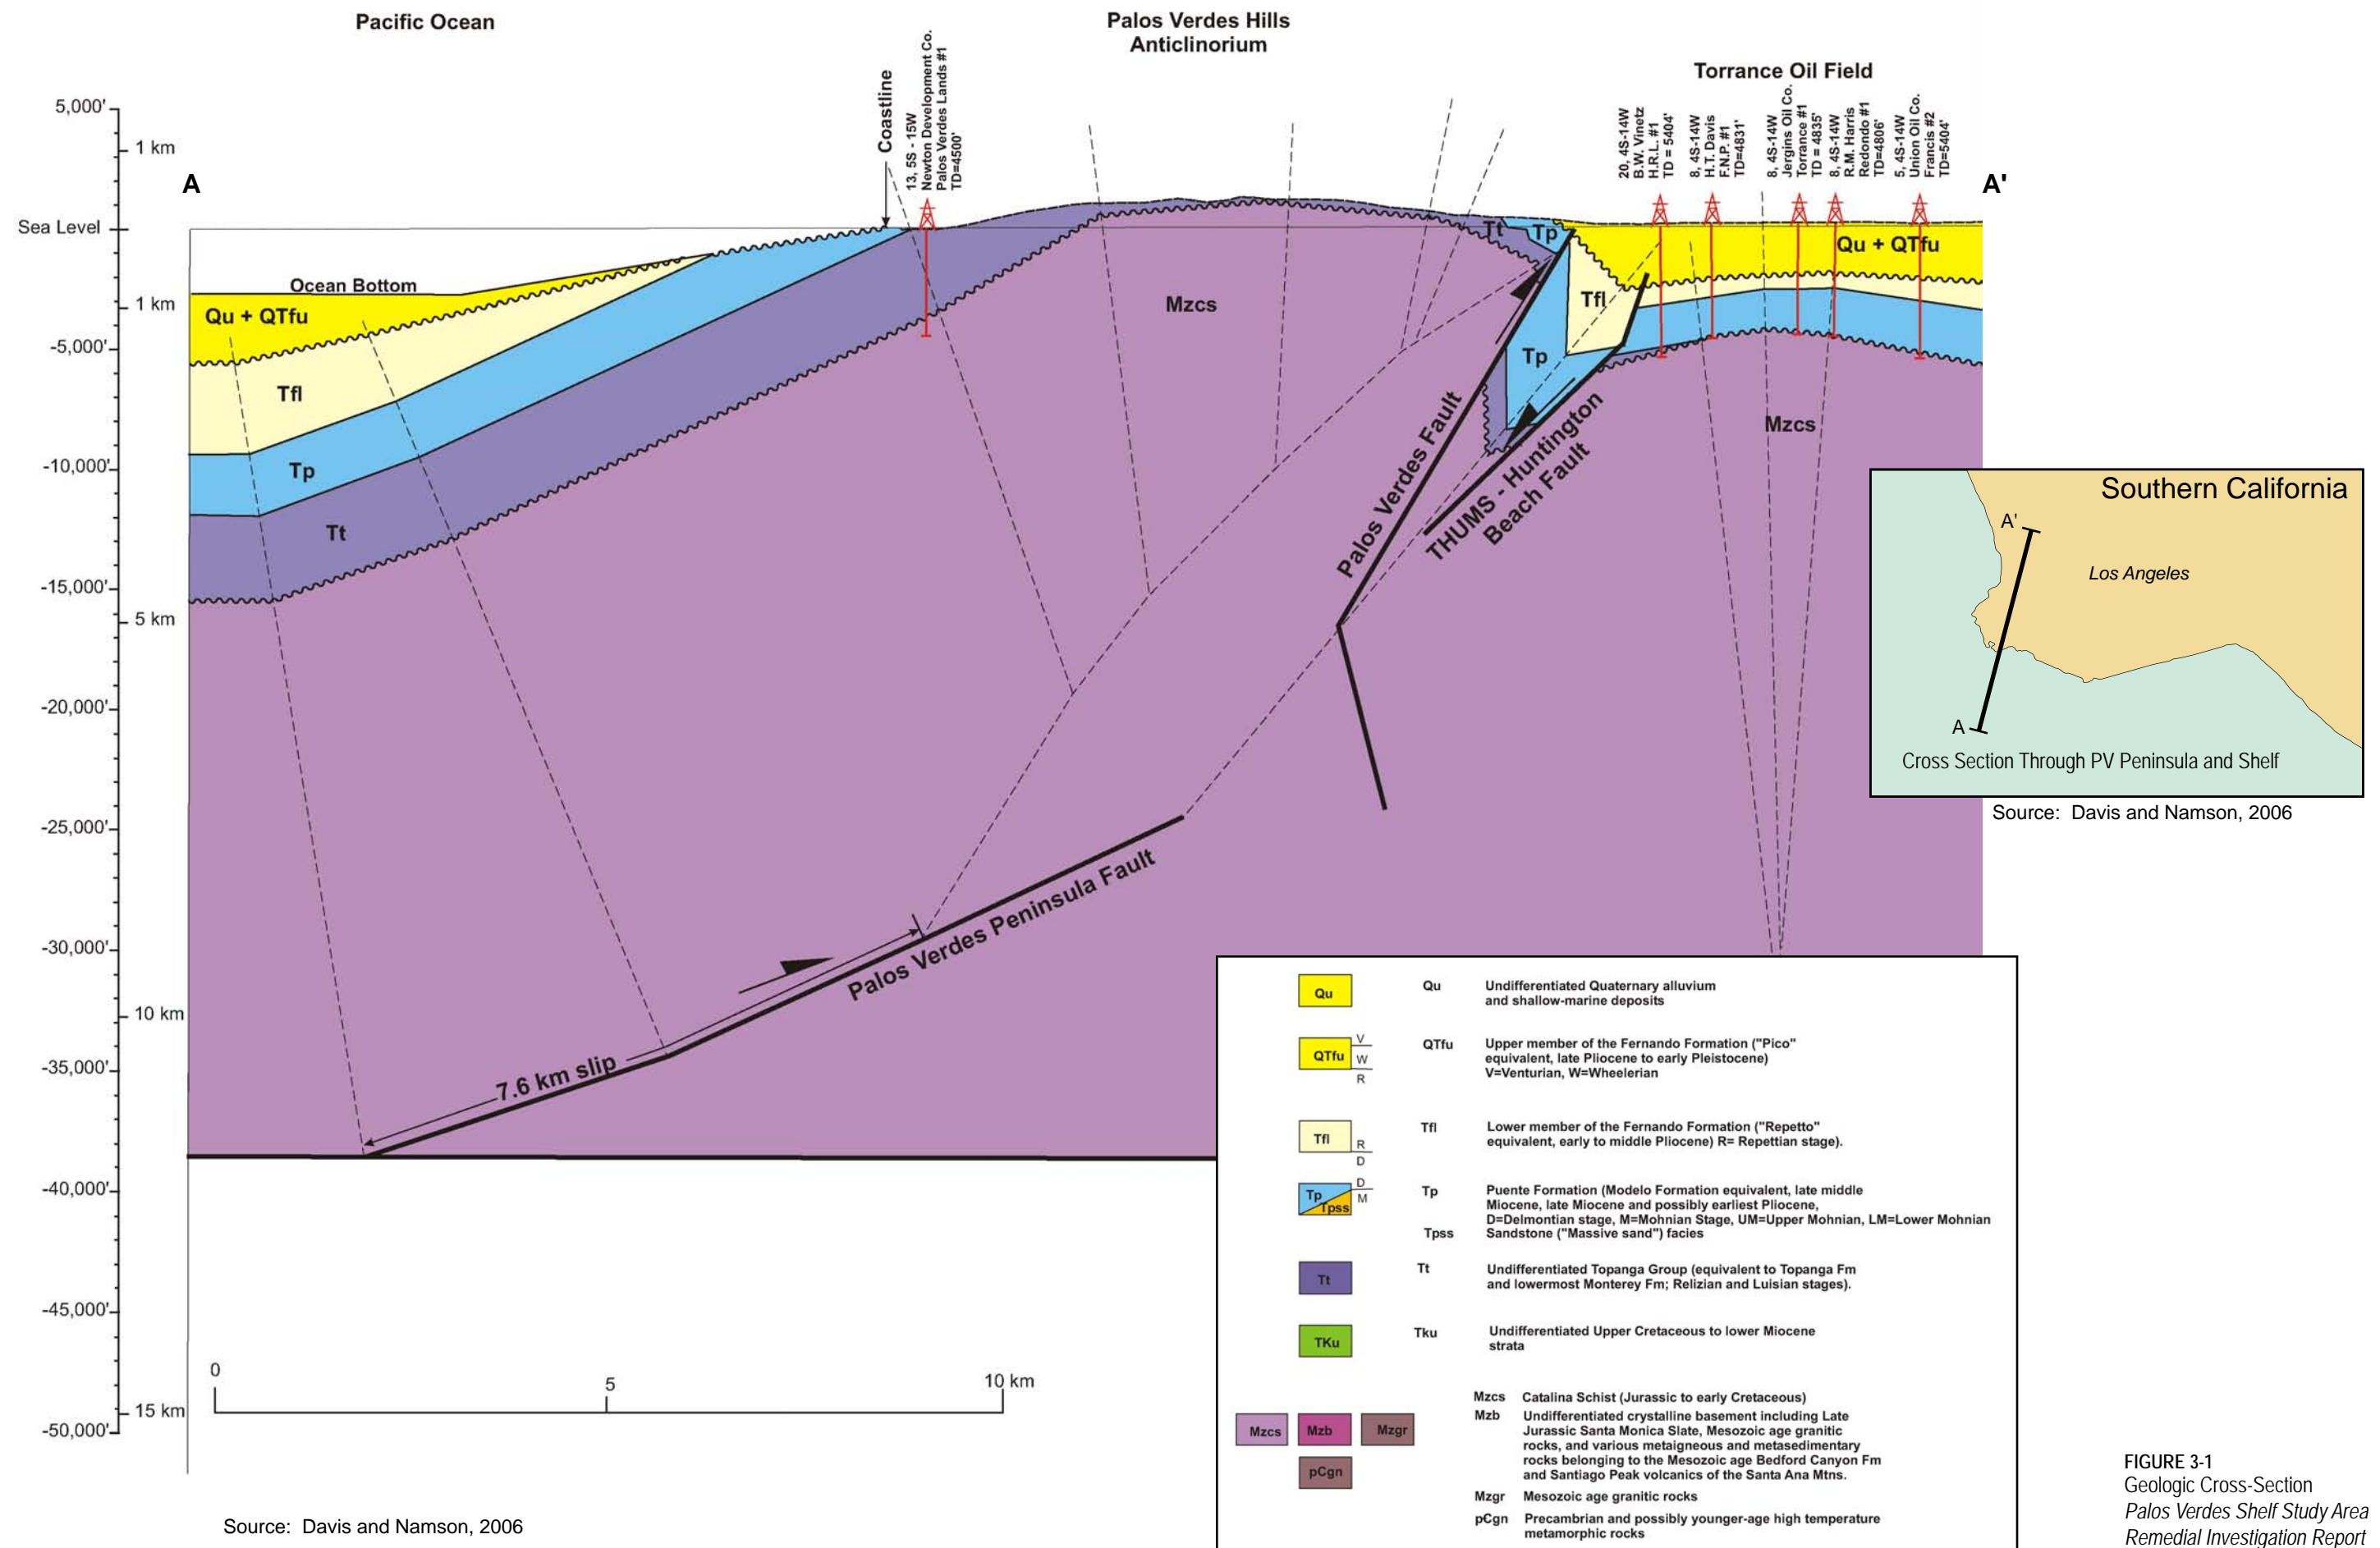 Pacific Ocean
Palos Verdes Hills
Anticlinorium
Torrance Oil Field
Coastline
13, 5S - 15W
Newton Development Co.
Palos Verdes Lands #1
TD=4500'
20, 4S-14W
B.W. Vinetz
H.R.L. #1
TD = 5404'
8, 4S-14W
H.T. Davis
F.N.P. #1
TD=4831'
8, 4S-14W
Jergins Oil Co.
Torrance #1
TD = 4835'
8, 4S-14W
R.M. Harris
Redondo #1
TD=4806'
5, 4S-14W
Union Oil Co.
Francis #2
TD=5404'
5,000'
1 km
A
A'
Sea Level
1 km
-5,000'
-10,000'
-15,000'
5 km
-20,000'
-25,000'
-30,000'
10 km
-35,000'
-40,000'
-45,000'
15 km
-50,000'
Ocean Bottom
Qu + QTfu
Tfl
Tp
Tt
Mzcs
Tt
Tp
Tfl
Tp
Qu + QTfu
Mzcs
Palos Verdes Fault
THUMS - Huntington
Beach Fault
Palos Verdes Peninsula Fault
7.6 km slip
0
5
10 km
Source: Davis and Namson, 2006
Southern California
A'
Los Angeles
A
Cross Section Through PV Peninsula and Shelf
Source: Davis and Namson, 2006
Qu
Qu
Undifferentiated Quaternary alluvium
and shallow-marine deposits
QTfu
V
W
R
QTfu
Upper member of the Fernando Formation ("Pico"
equivalent, late Pliocene to early Pleistocene)
V=Venturian, W=Wheelerian
Tfl
R
D
Tfl
Lower member of the Fernando Formation ("Repetto"
equivalent, early to middle Pliocene) R= Repettian stage).
Tp
Tpss
D
M
Tp
Puente Formation (Modelo Formation equivalent, late middle
Miocene, late Miocene and possibly earliest Pliocene,
D=Delmontian stage, M=Mohnian Stage, UM=Upper Mohnian, LM=Lower Mohnian
Tpss
Sandstone ("Massive sand") facies
Tt
Tt
Undifferentiated Topanga Group (equivalent to Topanga Fm
and lowermost Monterey Fm; Relizian and Luisian stages).
TKu
Tku
Undifferentiated Upper Cretaceous to lower Miocene
strata
Mzcs
Mzb
Mzgr
pCgn
Mzcs
Catalina Schist (Jurassic to early Cretaceous)
Mzb
Undifferentiated crystalline basement including Late
Jurassic Santa Monica Slate, Mesozoic age granitic
rocks, and various metaigneous and metasedimentary
rocks belonging to the Mesozoic age Bedford Canyon Fm
and Santiago Peak volcanics of the Santa Ana Mtns.
Mzgr
Mesozoic age granitic rocks
pCgn
Precambrian and possibly younger-age high temperature
metamorphic rocks
FIGURE 3-1
Geologic Cross-Section
Palos Verdes Shelf Study Area
Remedial Investigation Report